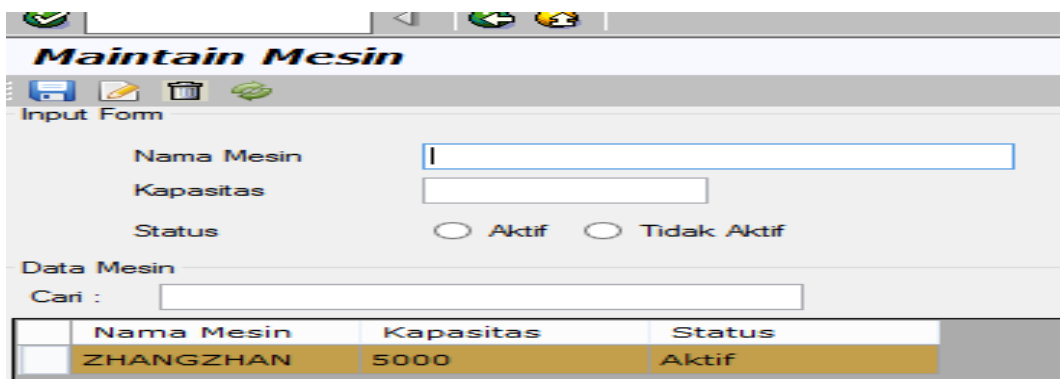 Maintain Mesin
Input Form
Nama Mesin
Kapasitas
Status Aktif Tidak Aktif
Data Mesin
Cari :
Nama Mesin Kapasitas Status
ZHANGZHAN 5000 Aktif